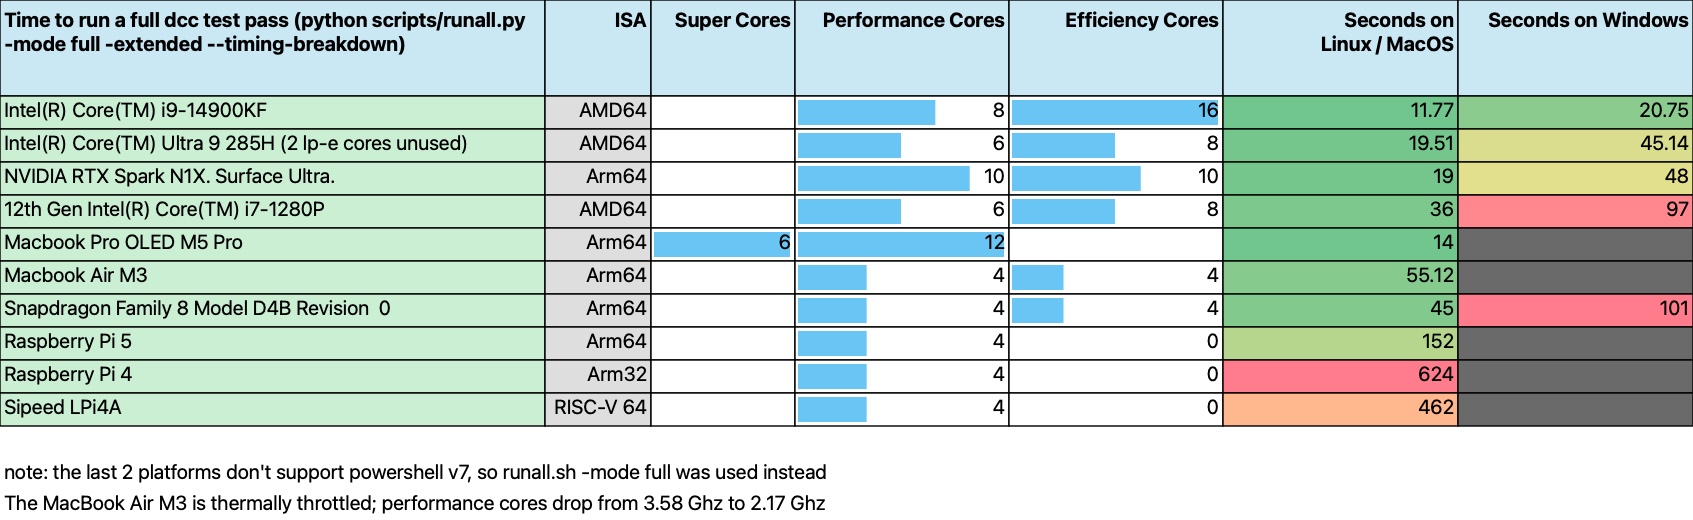 Time to run a full dcc test pass (python scripts/runall.py -mode full -extended --timing-breakdown) ISA Super Cores Performance Cores Efficiency Cores Seconds on Linux / MacOS Seconds on Windows
Intel(R) Core(TM) i9-14900KF AMD64 8 16 11.77 20.75
Intel(R) Core(TM) Ultra 9 285H (2 lp-e cores unused) AMD64 6 8 19.51 45.14
NVIDIA RTX Spark N1X. Surface Ultra. Arm64 10 10 19 48
12th Gen Intel(R) Core(TM) i7-1280P AMD64 6 8 36 97
Macbook Pro OLED M5 Pro Arm64 6 12 14
Macbook Air M3 Arm64 4 4 55.12
Snapdragon Family 8 Model D4B Revision  0 Arm64 4 4 45 101
Raspberry Pi 5 Arm64 4 0 152
Raspberry Pi 4 Arm32 4 0 624
Sipeed LPi4A RISC-V 64 4 0 462
note: the last 2 platforms don't support powershell v7, so runall.sh -mode full was used instead
The MacBook Air M3 is thermally throttled; performance cores drop from 3.58 Ghz to 2.17 Ghz